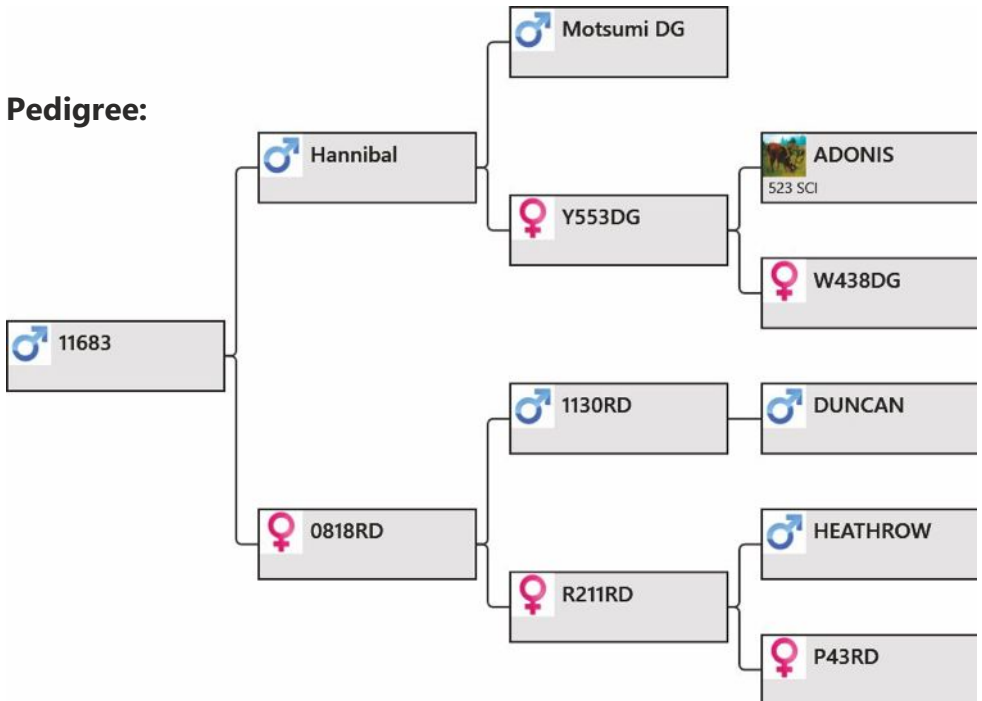 Motsumi DG
Pedigree:
Hannibal
ADONIS
523 SCI
Y553DG
W438DG
11683
1130RD
DUNCAN
0818RD
HEATHROW
R211RD
P43RD